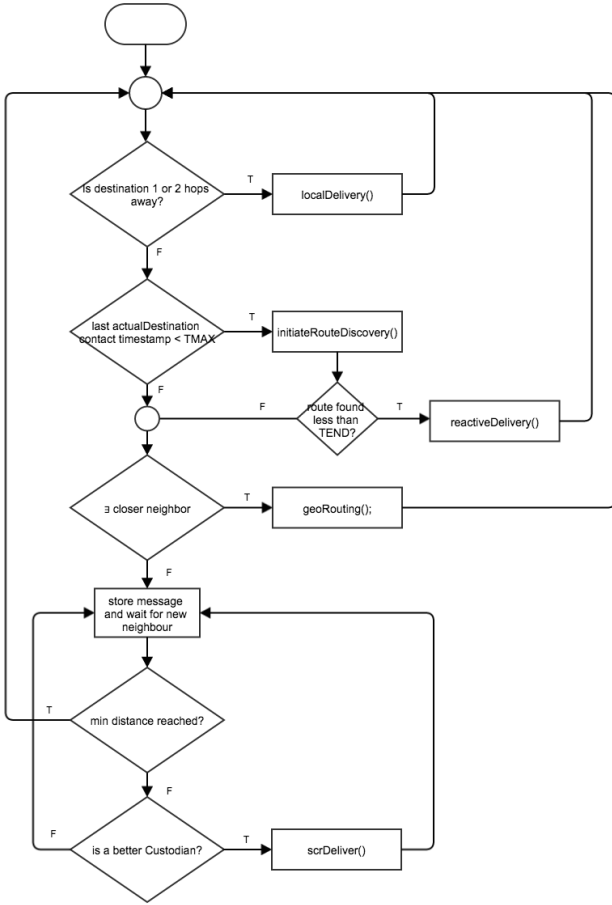 Is destination 1 or 2 hops
away?
T
localDelivery()
F
last actualDestination
contact timestamp < TMAX
T
initiateRouteDiscovery()
F
F
route found
less than
TEND?
T
reactiveDelivery()
∃ closer neighbor
T
geoRouting();
F
store message
and wait for new
neighbour
T
min distance reached?
F
F
is a better Custodian?
T
scrDeliver()